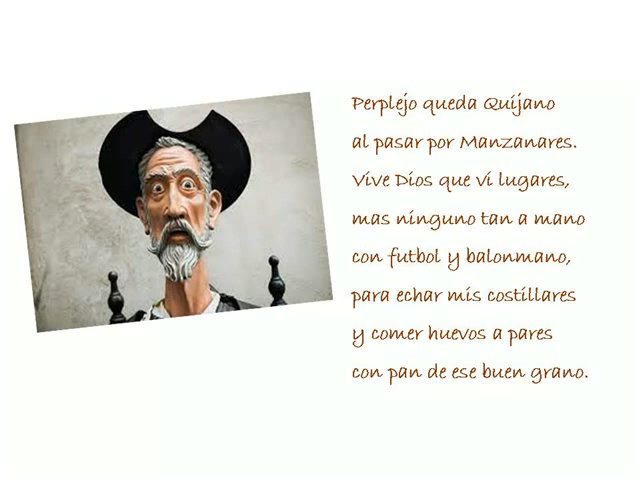 Perplejo queda Quijano
al pasar por Manzanares.
Vive Dios que vi lugares,
mas ninguno tan a mano
con futbol y balonmano,
para echar mis costillares
y comer huevos a pares
con pan de ese buen grano.